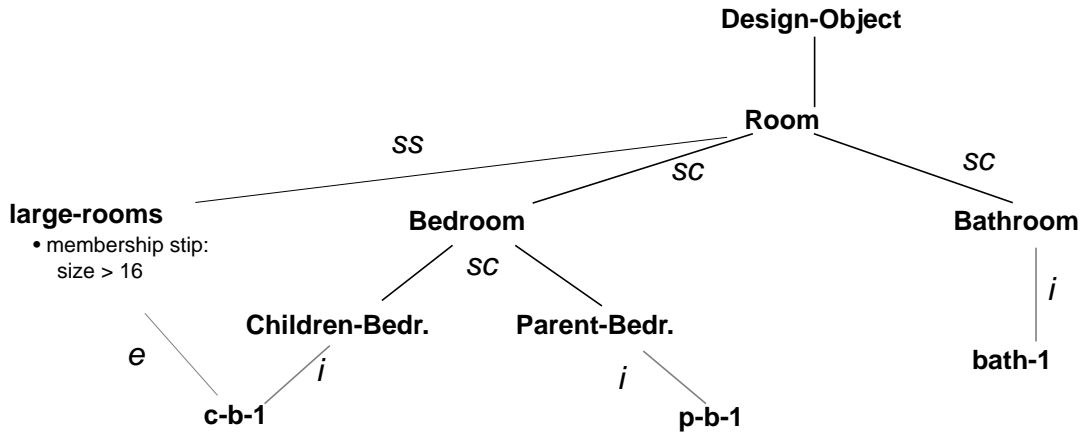 Design-Object
Room
ss
sc
sc
large-rooms
• membership stip:
size > 16
Bedroom
Bathroom
sc
i
Children-Bedr.
Parent-Bedr.
e
i
i
bath-1
c-b-1
p-b-1